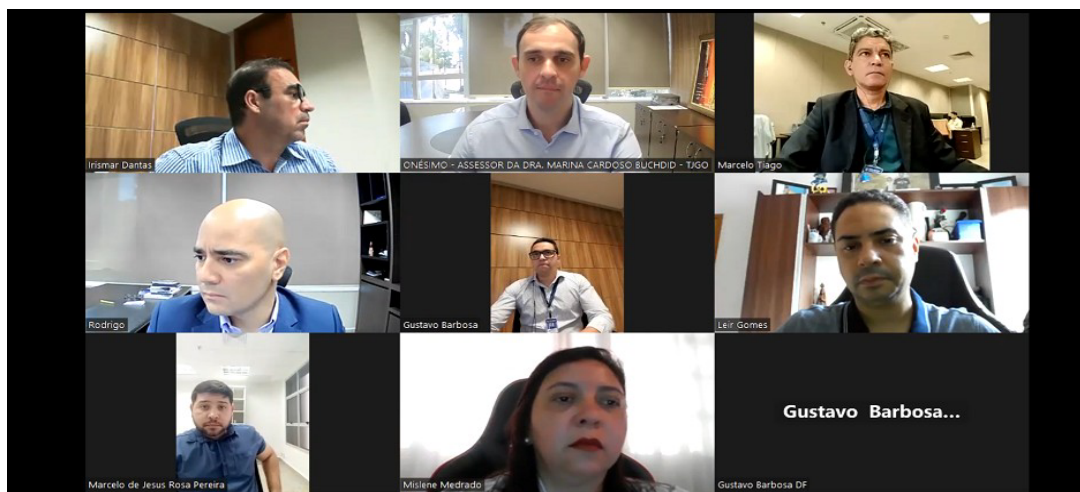 Irismar Dantas
ONÉSIMO - ASSESSOR DA DRA. MARINA CARDOSO BUCHDID - TJGO
Marcelo Tiago
Rodrigo
Gustavo Barbosa
Leir Gomes
Marcelo de Jesus Rosa Pereira
Mislene Medrado
Gustavo Barbosa...
Gustavo Barbosa DF